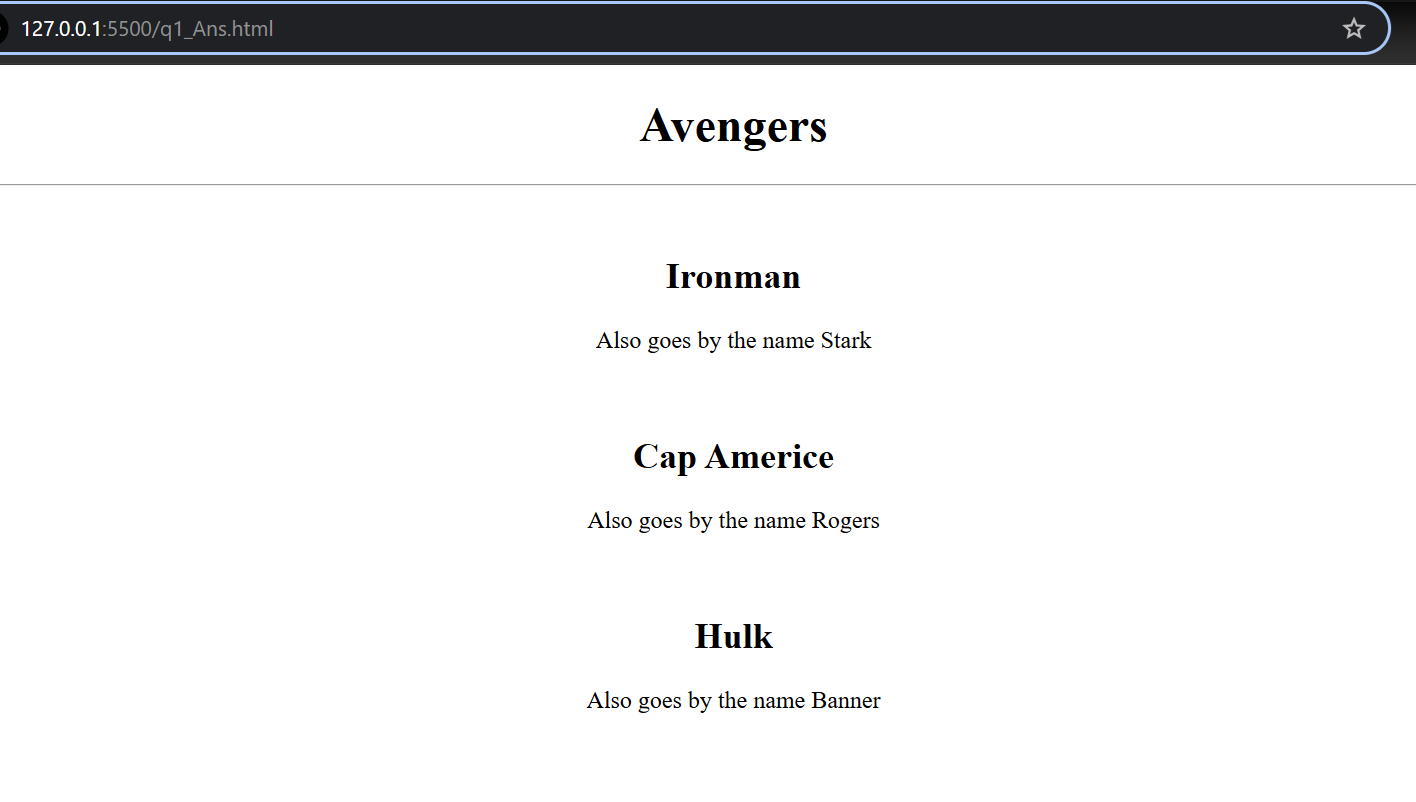 127.0.0.1:5500/q1_Ans.html
Avengers
Ironman
Also goes by the name Stark
Cap Americe
Also goes by the name Rogers
Hulk
Also goes by the name Banner